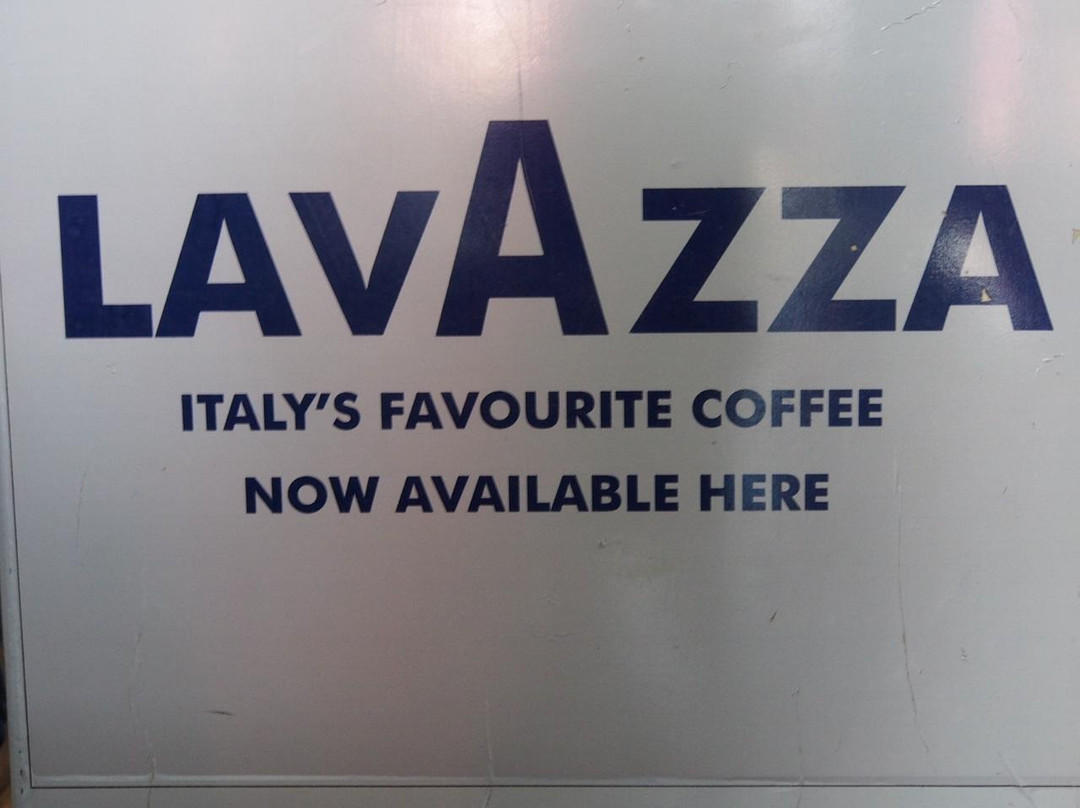 LAVAZZA
ITALY'S FAVOURITE COFFEE
NOW AVAILABLE HERE